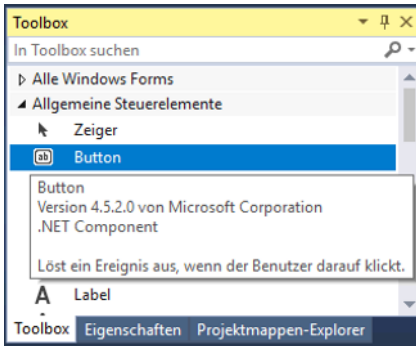 Toolbox
In Toolbox suchen
Alle Windows Forms
Allgemeine Steuerelemente
Zeiger
ab Button
Button
Version 4.5.2.0 von Microsoft Corporation
.NET Component
Löst ein Ereignis aus, wenn der Benutzer darauf klickt.
A Label
Toolbox Eigenschaften Projektmappen-Explorer